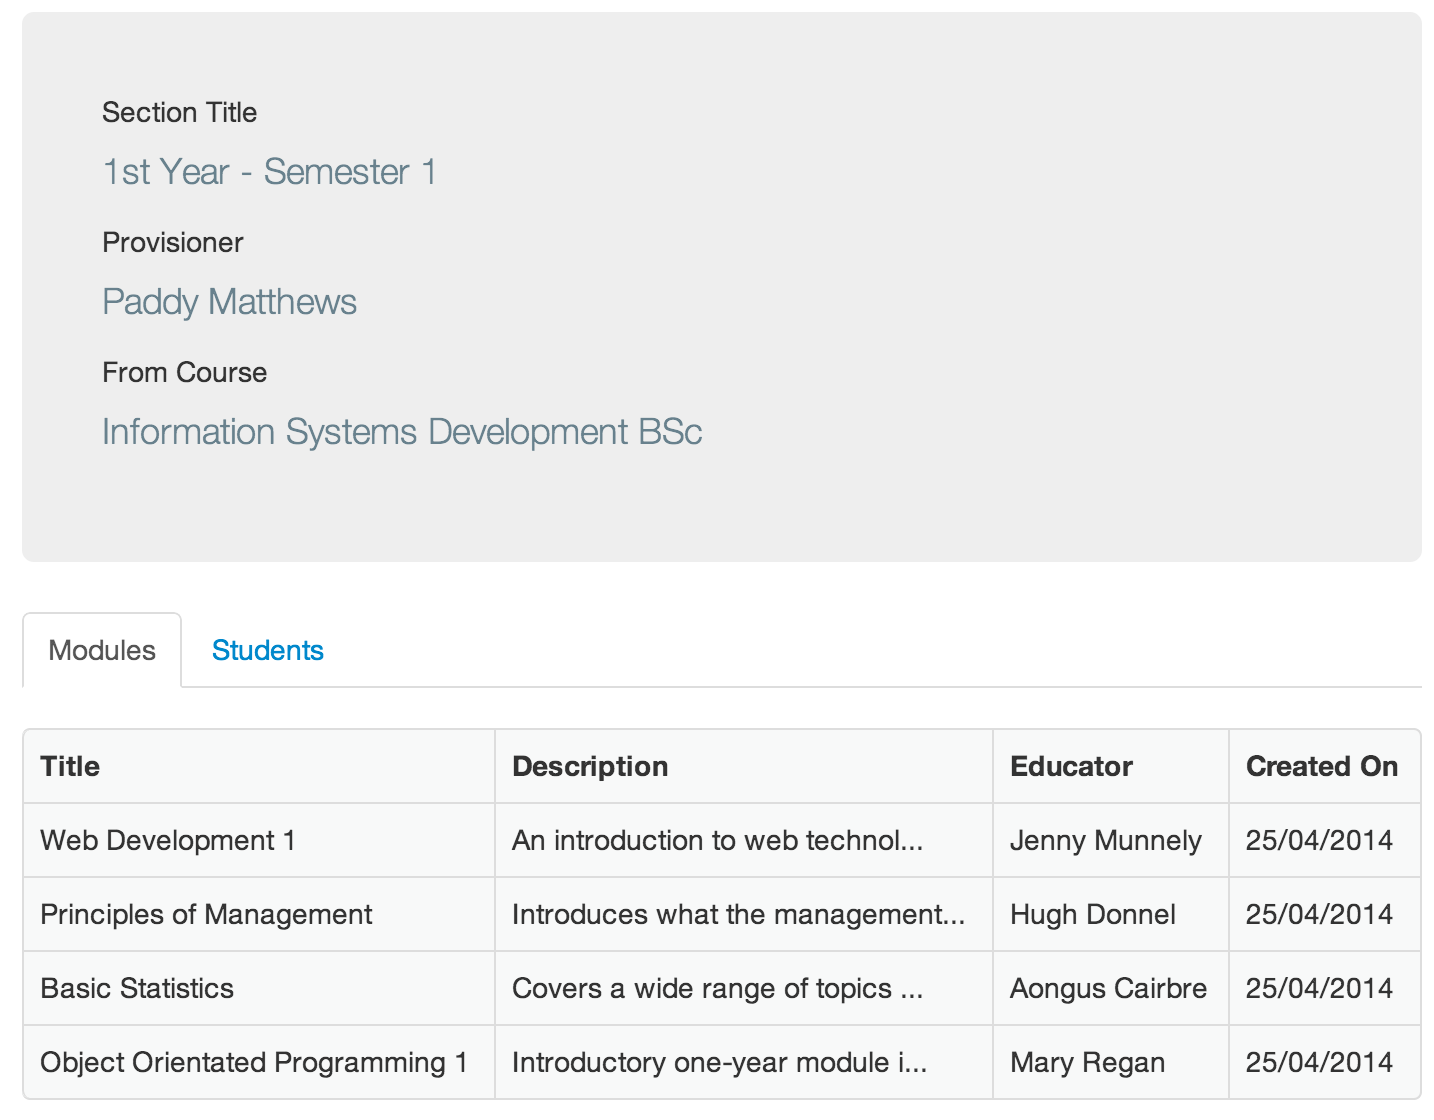 Section Title
1st Year - Semester 1
Provisioner
Paddy Matthews
From Course
Information Systems Development BSc
Modules Students
Title Description Educator Created On
Web Development 1 An introduction to web technol... Jenny Munnely 25/04/2014
Principles of Management Introduces what the management... Hugh Donnel 25/04/2014
Basic Statistics Covers a wide range of topics ... Aongus Cairbre 25/04/2014
Object Orientated Programming 1 Introductory one-year module i... Mary Regan 25/04/2014